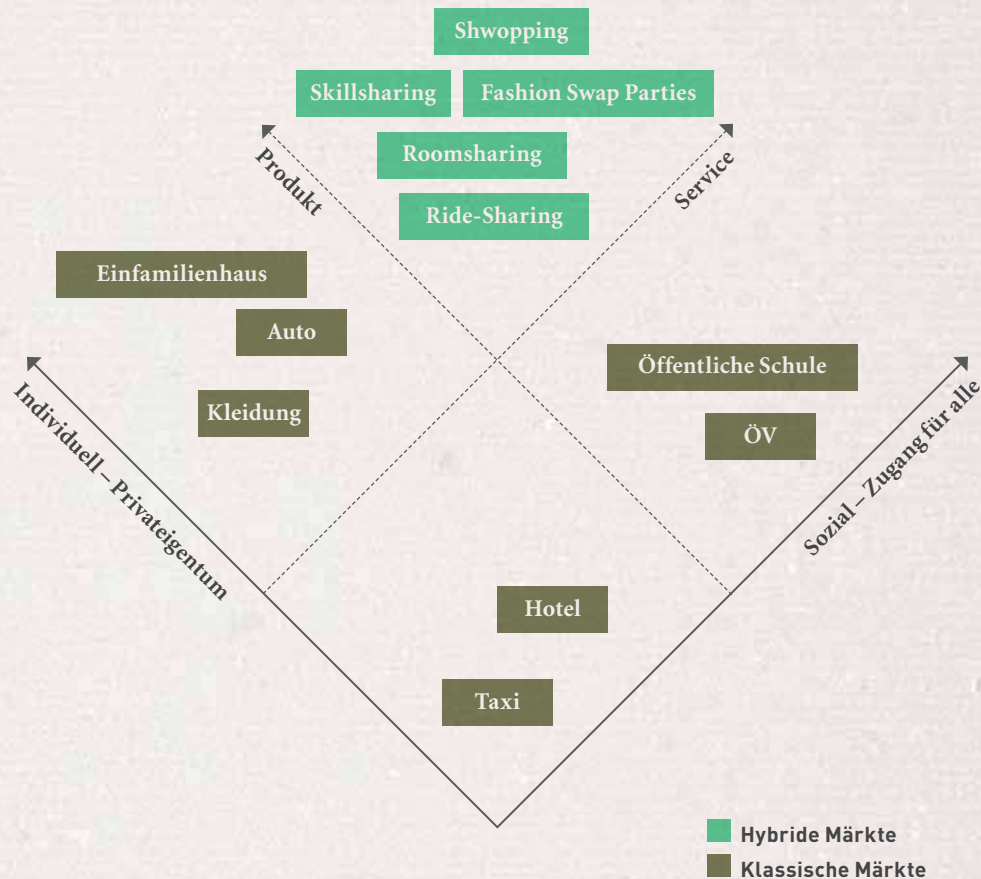 Shwopping
Skillsharing
Fashion Swap Parties
Roomsharing
Ride-Sharing
Produkt
Service
Einfamilienhaus
Auto
Kleidung
Öffentliche Schule
ÖV
Individuell – Privateigentum
Sozial – Zugang für alle
Hotel
Taxi
Hybride Märkte
Klassische Märkte